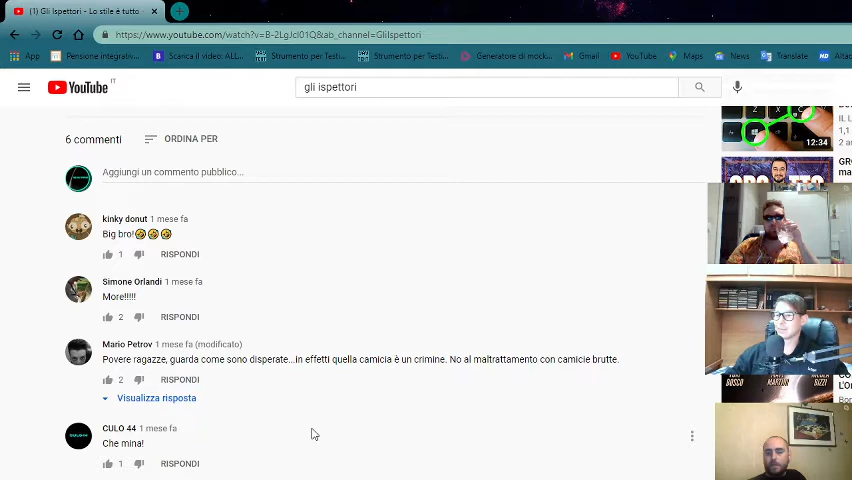 (1) Gli Ispettori - Lo stile è tutto
https://www.youtube.com/watch?v=B-2LgJcI01Q&ab_channel=GliIspettori
App
Pensione integrativ...
Scarica il video: ALL...
Strumento per Testi...
Strumento per Testi...
Generatore di mock...
Gmail
YouTube
Maps
News
Translate
YouTube IT
gli ispettori
6 commenti
ORDINA PER
12:34
Aggiungi un commento pubblico...
kinky donut 1 mese fa
Big bro!🤣🤣🤣
1 RISPONDI
Simone Orlandi 1 mese fa
More!!!!!
2 RISPONDI
Mario Petrov 1 mese fa (modificato)
Povere ragazze, guarda come sono disperate...in effetti quella camicia è un crimine. No al maltrattamento con camicie brutte.
2 RISPONDI
Visualizza risposta
CULO 44 1 mese fa
Che mina!
1 RISPONDI